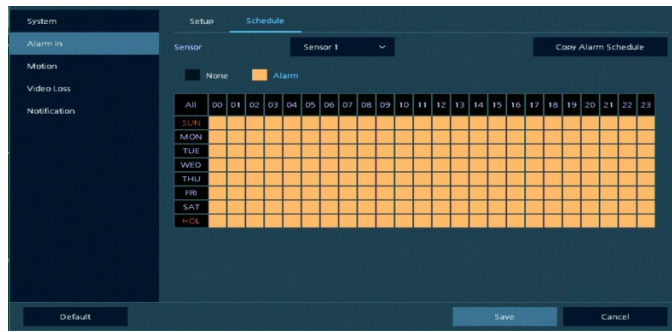 System
Setup Schedule
Alarm In
Sensor Sensor 1 Copy Alarm Schedule
Motion
None Alarm
Video Loss
Notification
All 00 01 02 03 04 05 06 07 08 09 10 11 12 13 14 15 16 17 18 19 20 21 22 23
SUN
MON
TUE
WED
THU
FRI
SAT
HOL
Default Save Cancel